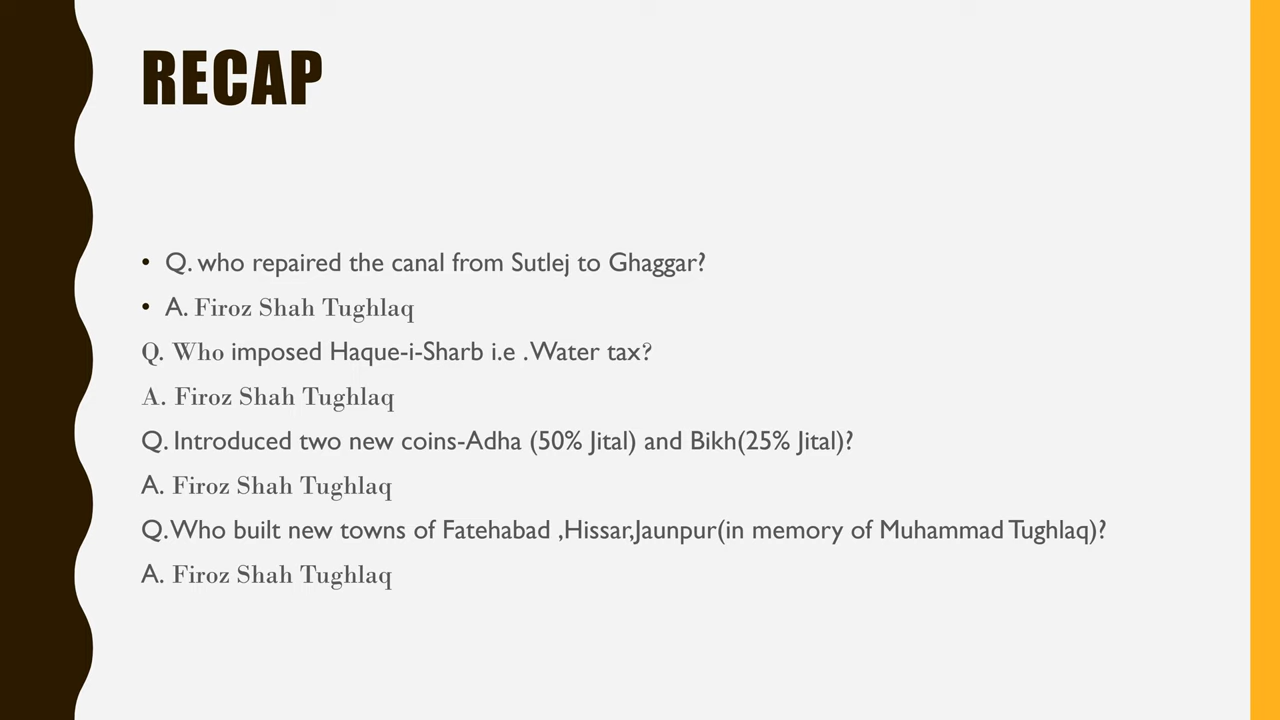 RECAP
• Q. who repaired the canal from Sutlej to Ghaggar?
• A. Firoz Shah Tughlaq
Q. Who imposed Haque-i-Sharb i.e .Water tax?
A. Firoz Shah Tughlaq
Q. Introduced two new coins-Adha (50% Jital) and Bikh(25% Jital)?
A. Firoz Shah Tughlaq
Q. Who built new towns of Fatehabad ,Hissar,Jaunpur(in memory of Muhammad Tughlaq)?
A. Firoz Shah Tughlaq